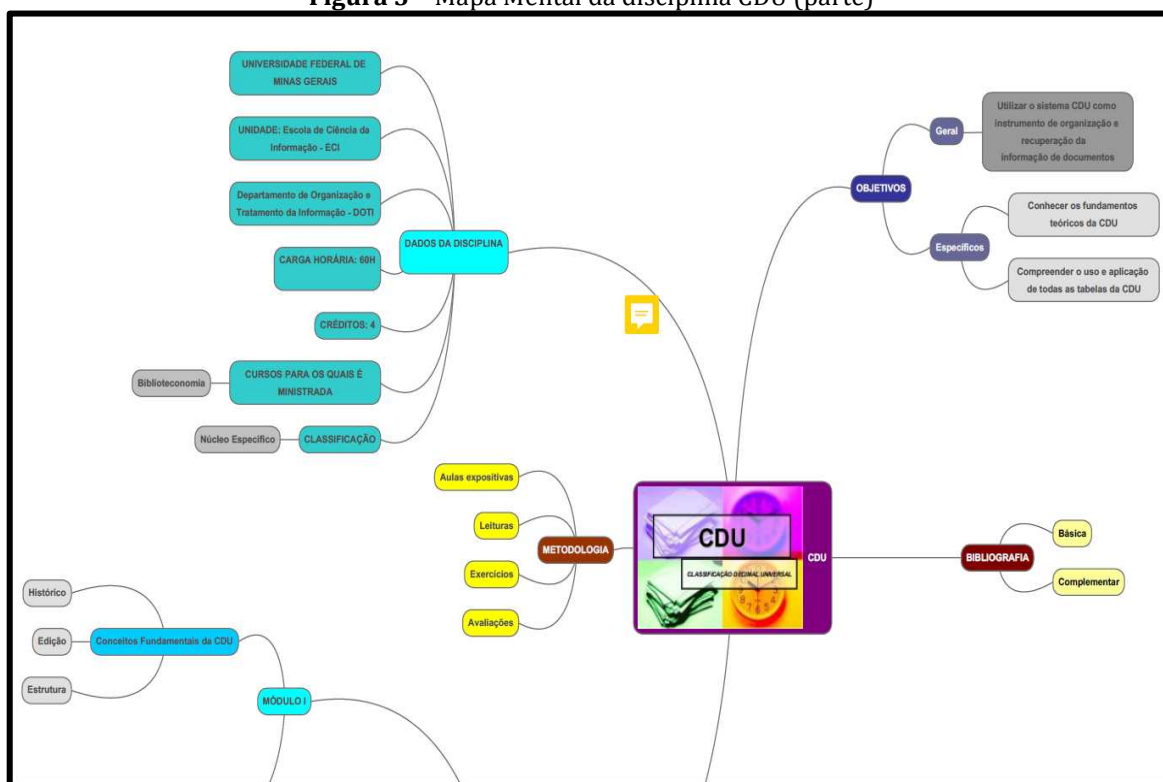 Figura 3 – Mapa Mental da disciplina CDU (parte)
UNIVERSIDADE FEDERAL DE
MINAS GERAIS
UNIDADE: Escola de Ciência da
Informação - ECI
Departamento de Organização e
Tratamento da Informação - DOTI
CARGA HORÁRIA: 60H
CRÉDITOS: 4
Biblioteconomia
CURSOS PARA OS QUAIS É
MINISTRADA
Núcleo Específico
CLASSIFICAÇÃO
DADOS DA DISCIPLINA
OBJETIVOS
Geral
Utilizar o sistema CDU como
instrumento de organização e
recuperação da
informação de documentos
Específicos
Conhecer os fundamentos
teóricos da CDU
Compreender o uso e aplicação
de todas as tabelas da CDU
Aulas expositivas
Leituras
Exercícios
Avaliações
METODOLOGIA
CDU
CLASSIFICAÇÃO DECIMAL UNIVERSAL
CDU
BIBLIOGRAFIA
Básica
Complementar
Histórico
Edição
Estrutura
Conceitos Fundamentais da CDU
MÓDULO I